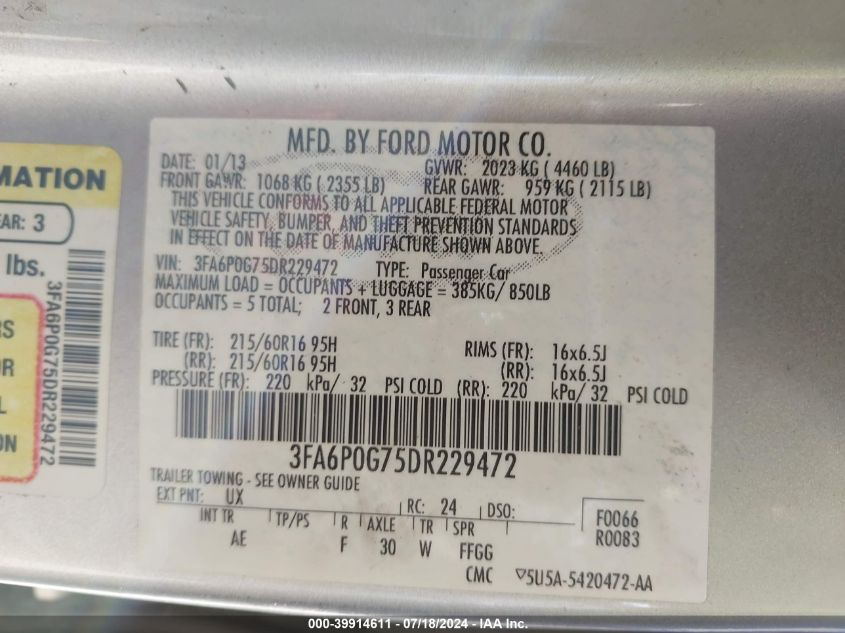 MFD. BY FORD MOTOR CO.
DATE: 01/13 GVWR: 2023 KG ( 4460 LB)
FRONT GAWR: 1068 KG ( 2355 LB) REAR GAWR: 959 KG ( 2115 LB)
THIS VEHICLE CONFORMS TO ALL APPLICABLE FEDERAL MOTOR
VEHICLE SAFETY, BUMPER, AND THEFT PREVENTION STANDARDS
IN EFFECT ON THE DATE OF MANUFACTURE SHOWN ABOVE.
VIN: 3FA6P0G75DR229472 TYPE: Passenger Car
MAXIMUM LOAD = OCCUPANTS + LUGGAGE = 385KG/ 850LB
OCCUPANTS = 5 TOTAL; 2 FRONT, 3 REAR
TIRE (FR): 215/60R16 95H RIMS (FR): 16x6.5J
(RR): 215/60R16 95H (RR): 16x6.5J
PRESSURE (FR): 220 kPa/ 32 PSI COLD (RR): 220 kPa/ 32 PSI COLD
3FA6P0G75DR229472
TRAILER TOWING - SEE OWNER GUIDE
EXT PNT: UX RC: 24 DSO:
INT TR TP/PS R AXLE TR SPR
AE F 30 W FFGG
F0066
R0083
CMC ▽5U5A-5420472-AA
MATION
EAR: 3
lbs.
3FA6P0G75DR229472
RS
OR
L
ON
000-39914611 - 07/18/2024 - IAA Inc.